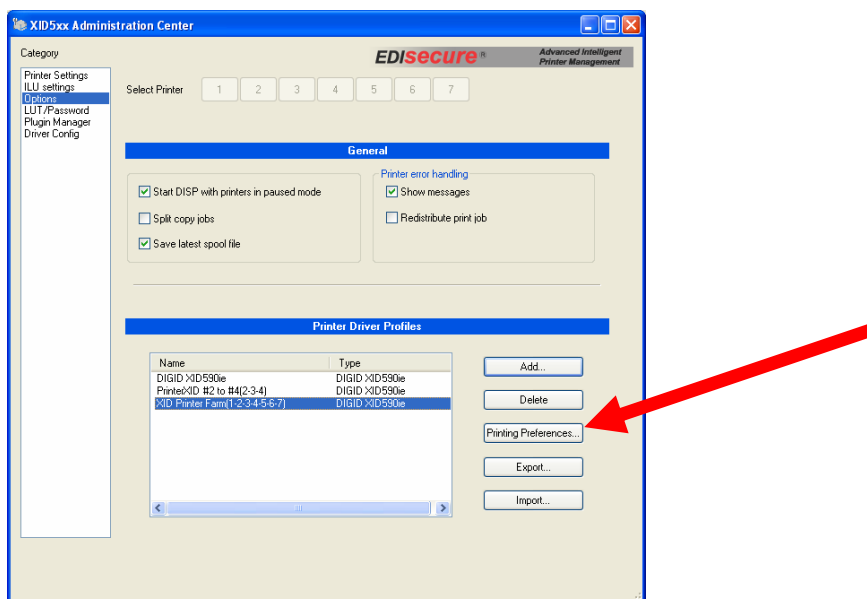 XID5xx Administration Center
Category
EDIsecure®
Advanced Intelligent
Printer Management
Printer Settings
ILU settings
Options
LUT/Password
Plugin Manager
Driver Config
Select Printer 1 2 3 4 5 6 7
General
Printer error handling
Start DISP with printers in paused mode
Show messages
Split copy jobs
Redistribute print job
Save latest spool file
Printer Driver Profiles
Name Type
DIGID XID590ie DIGID XID590ie
PrinterXID #2 to #4(2-3-4) DIGID XID590ie
XID Printer Farm(1-2-3-4-5-6-7) DIGID XID590ie
Add...
Delete
Printing Preferences...
Export...
Import...